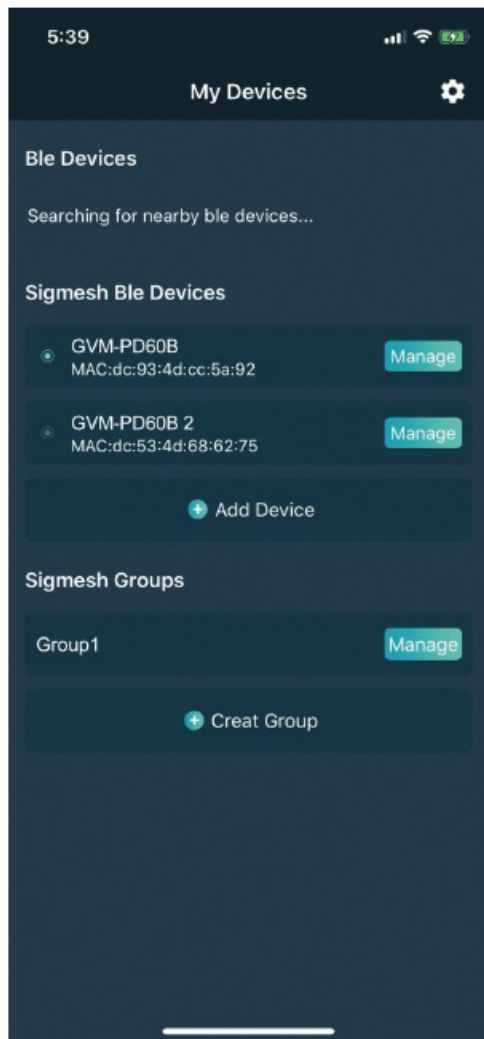 5:39
My Devices
Ble Devices
Searching for nearby ble devices...
Sigmesh Ble Devices
GVM-PD60B
MAC:dc:93:4d:cc:5a:92
Manage
GVM-PD60B 2
MAC:dc:53:4d:68:62:75
Manage
Add Device
Sigmesh Groups
Group1
Manage
Creat Group